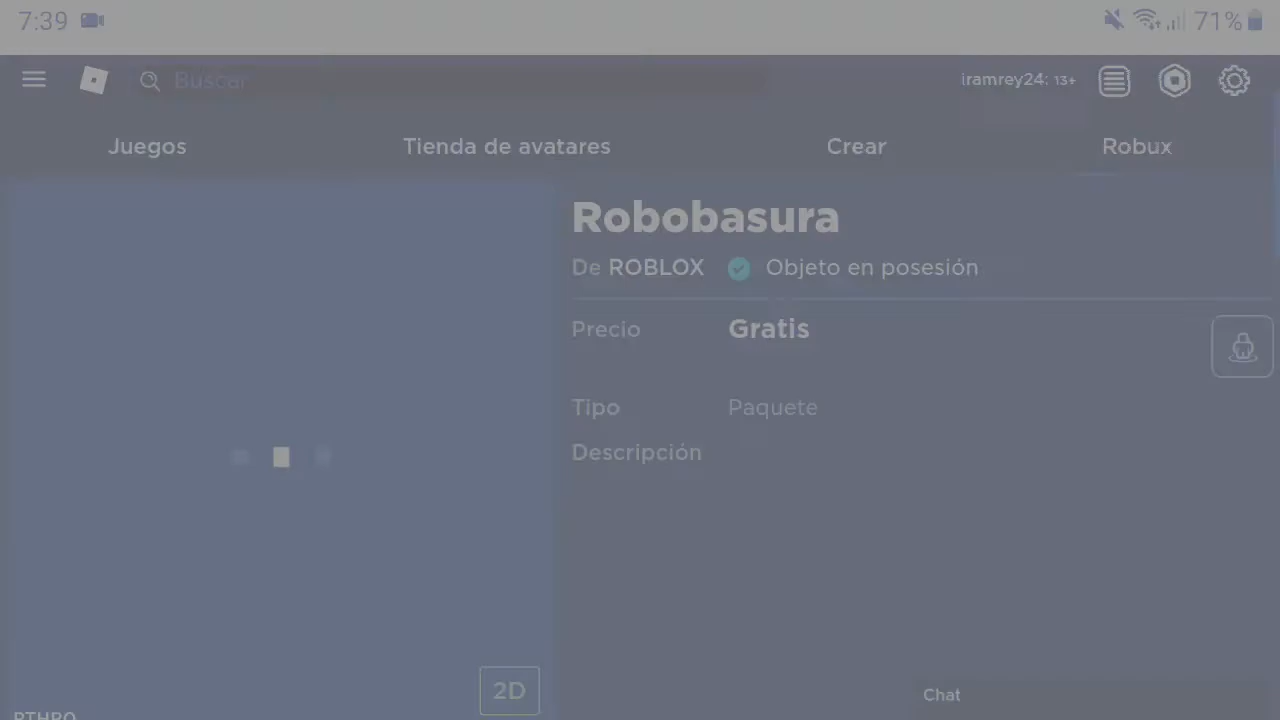 7:39 71%
Buscar iramrey24: 13+
Juegos Tienda de avatares Crear Robux
Robobasura
De ROBLOX Objeto en posesión
Precio Gratis
Tipo Paquete
Descripción
2D
Chat
RTHRO